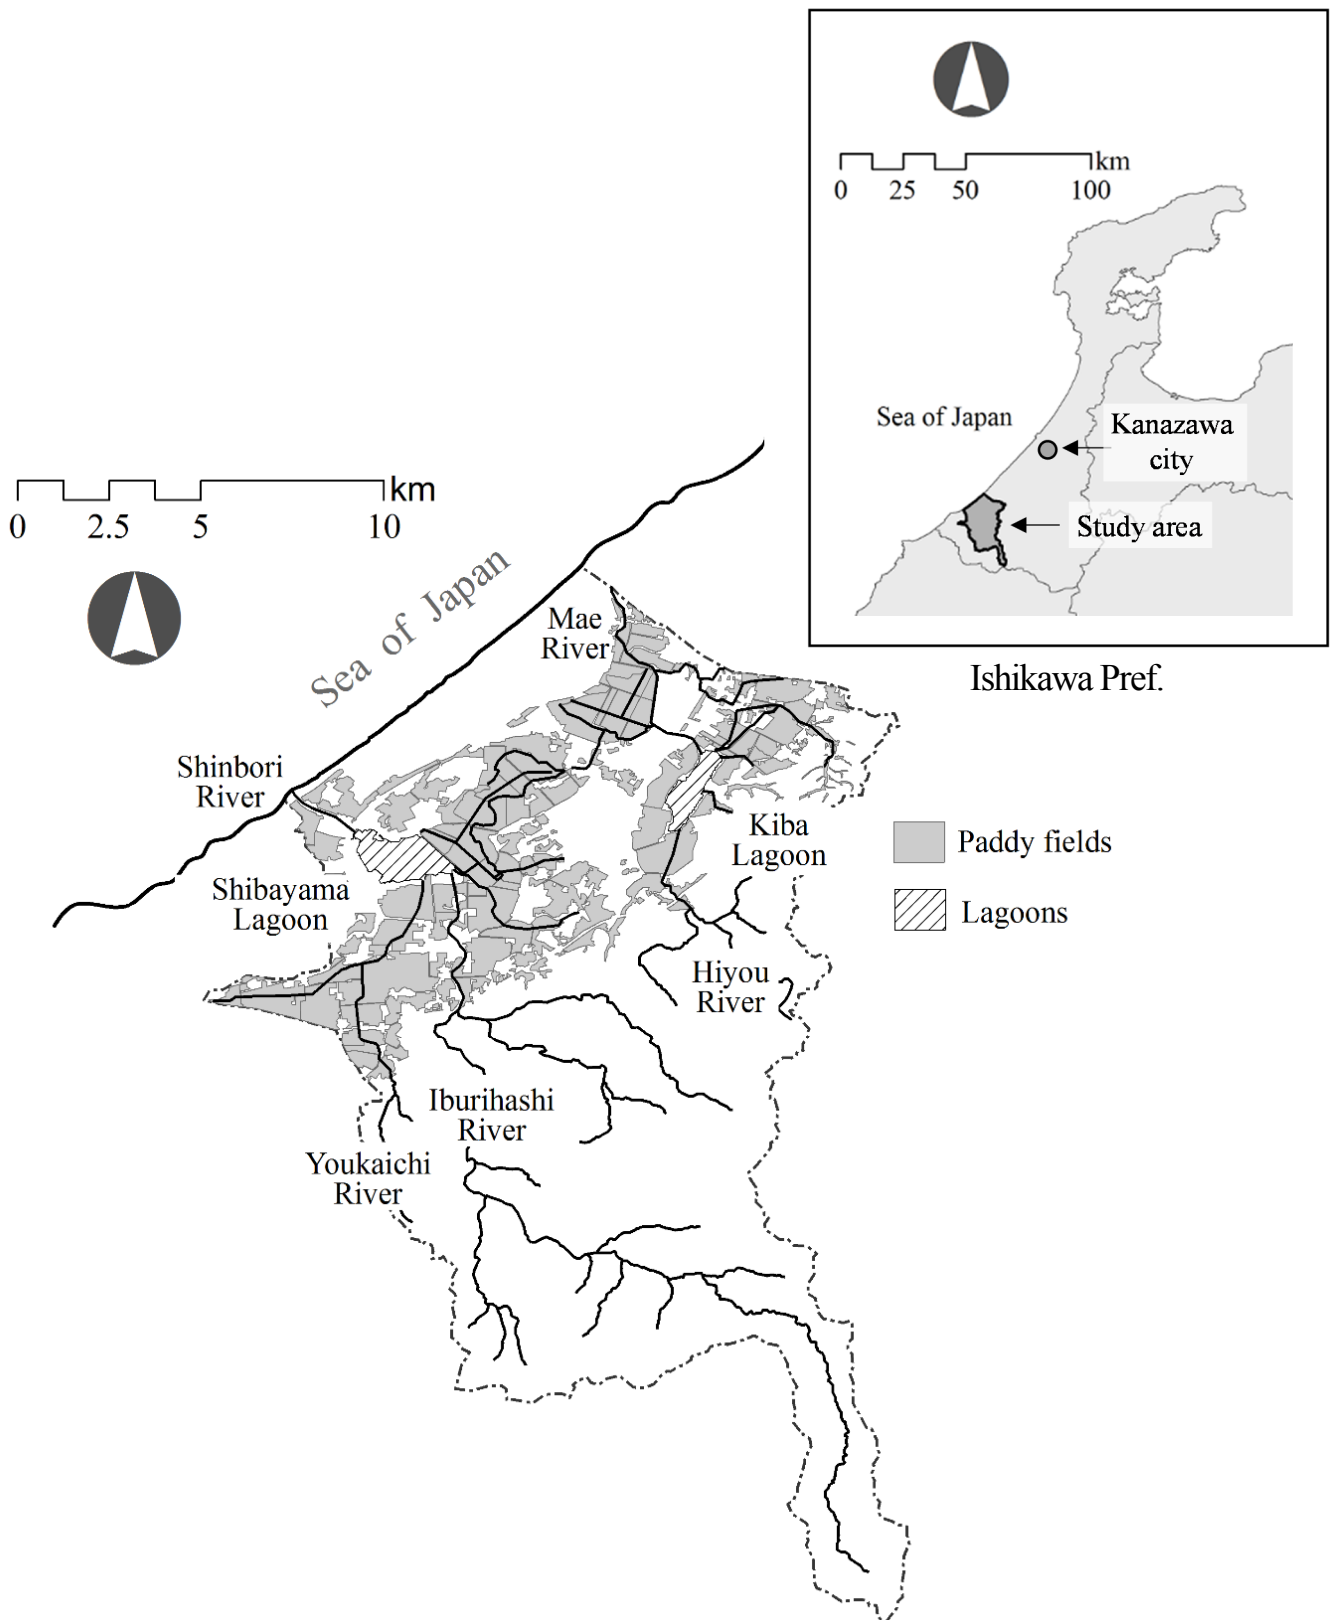 km
0 25 50 100
Sea of Japan
Kanazawa
city
Study area
Ishikawa Pref.
km
0 2.5 5 10
Sea of Japan
Mae
River
Shinbori
River
Kiba
Lagoon
Paddy fields
Shibayama
Lagoon
Lagoons
Hiyou
River
Iburihashi
River
Youkaichi
River